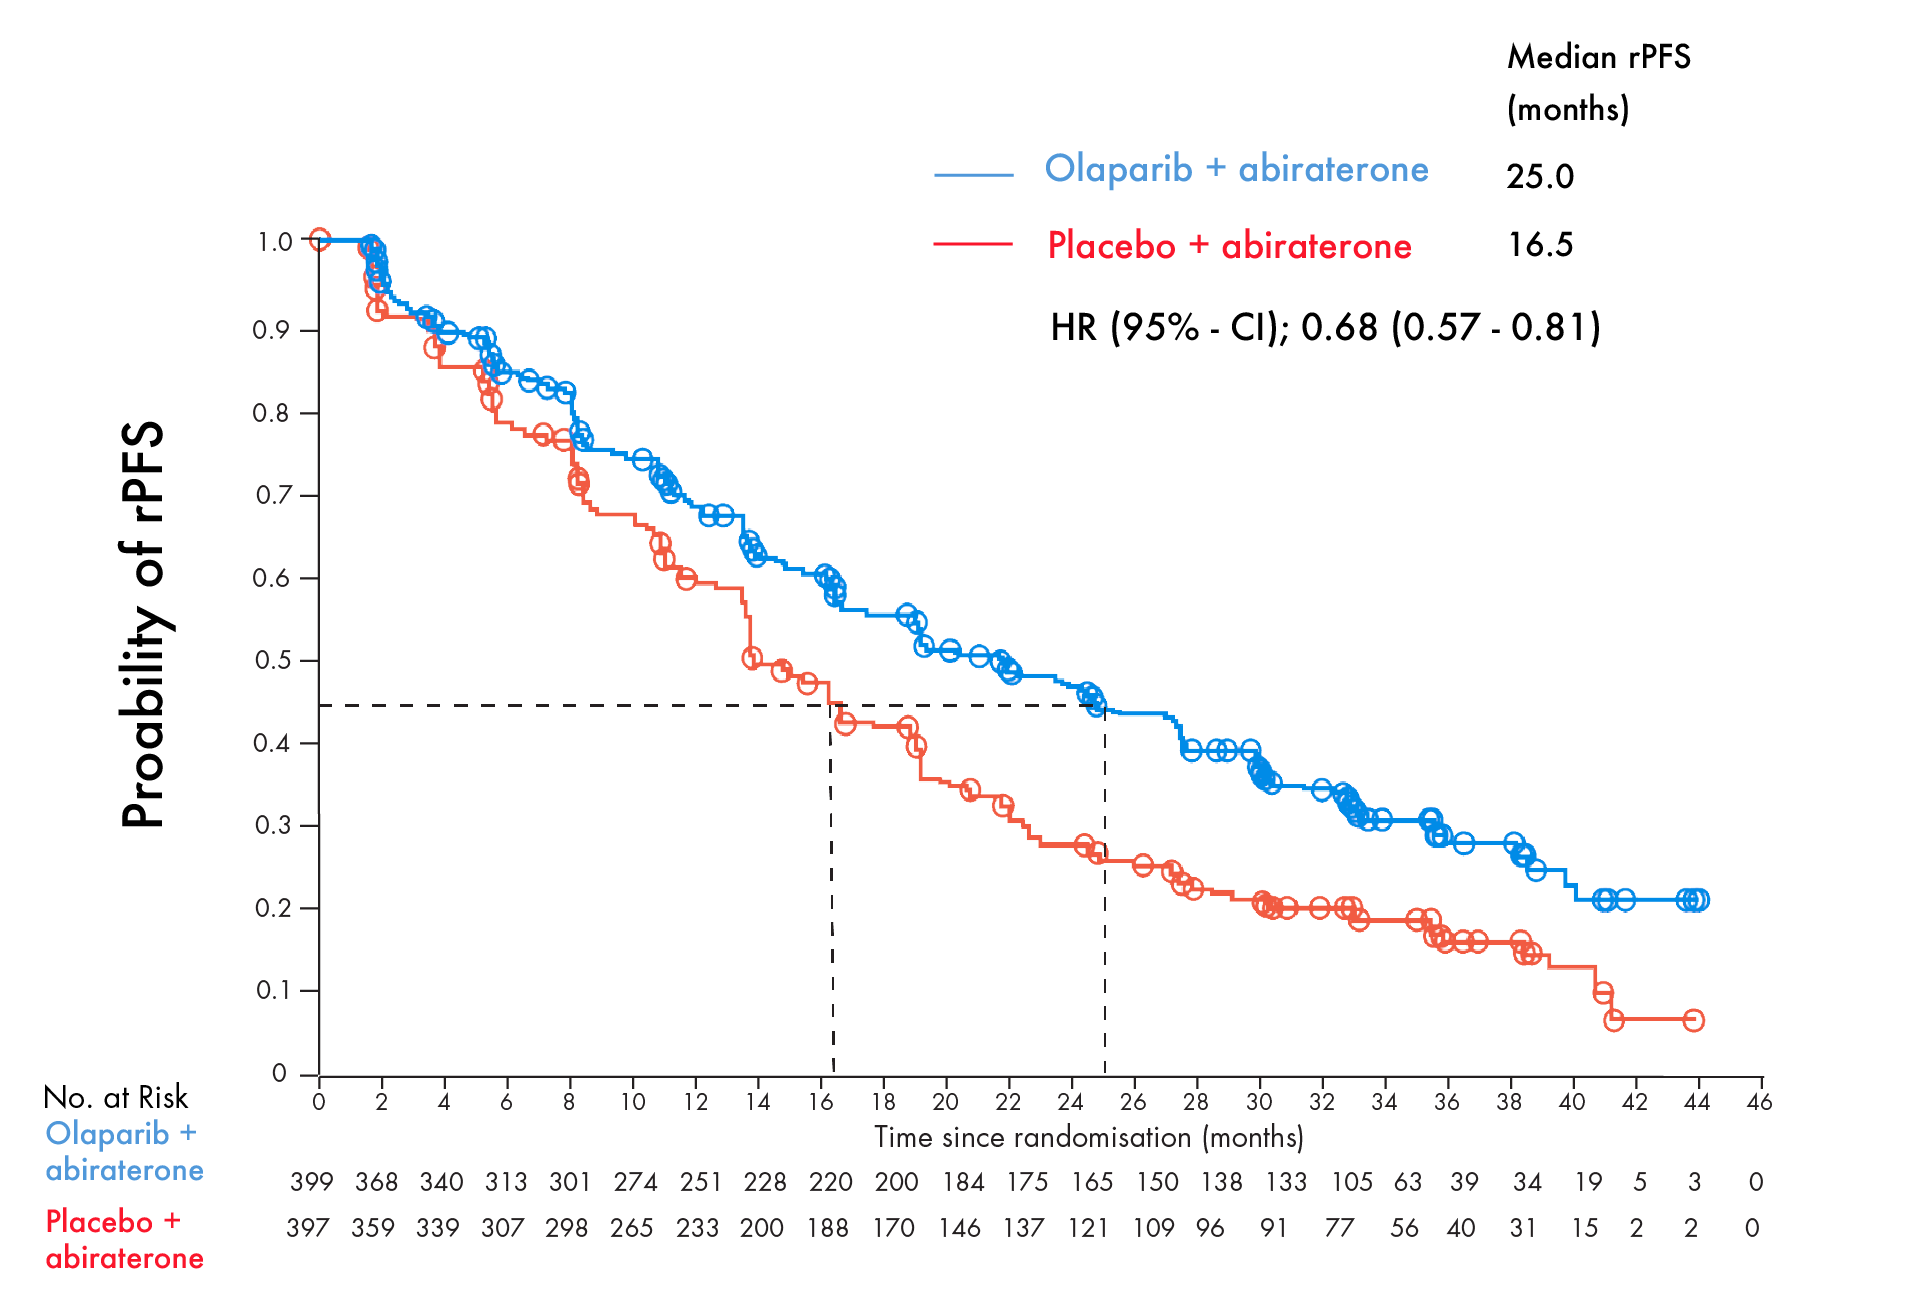 Median rPFS
(months)
Olaparib + abiraterone 25.0
Placebo + abiraterone 16.5
HR (95% - CI); 0.68 (0.57 - 0.81)
Proability of rPFS
1.0
0.9
0.8
0.7
0.6
0.5
0.4
0.3
0.2
0.1
0
0 2 4 6 8 10 12 14 16 18 20 22 24 26 28 30 32 34 36 38 40 42 44 46
Time since randomisation (months)
No. at Risk
Olaparib +
abiraterone
399 368 340 313 301 274 251 228 220 200 184 175 165 150 138 133 105 63 39 34 19 5 3 0
Placebo +
abiraterone
397 359 339 307 298 265 233 200 188 170 146 137 121 109 96 91 77 56 40 31 15 2 2 0